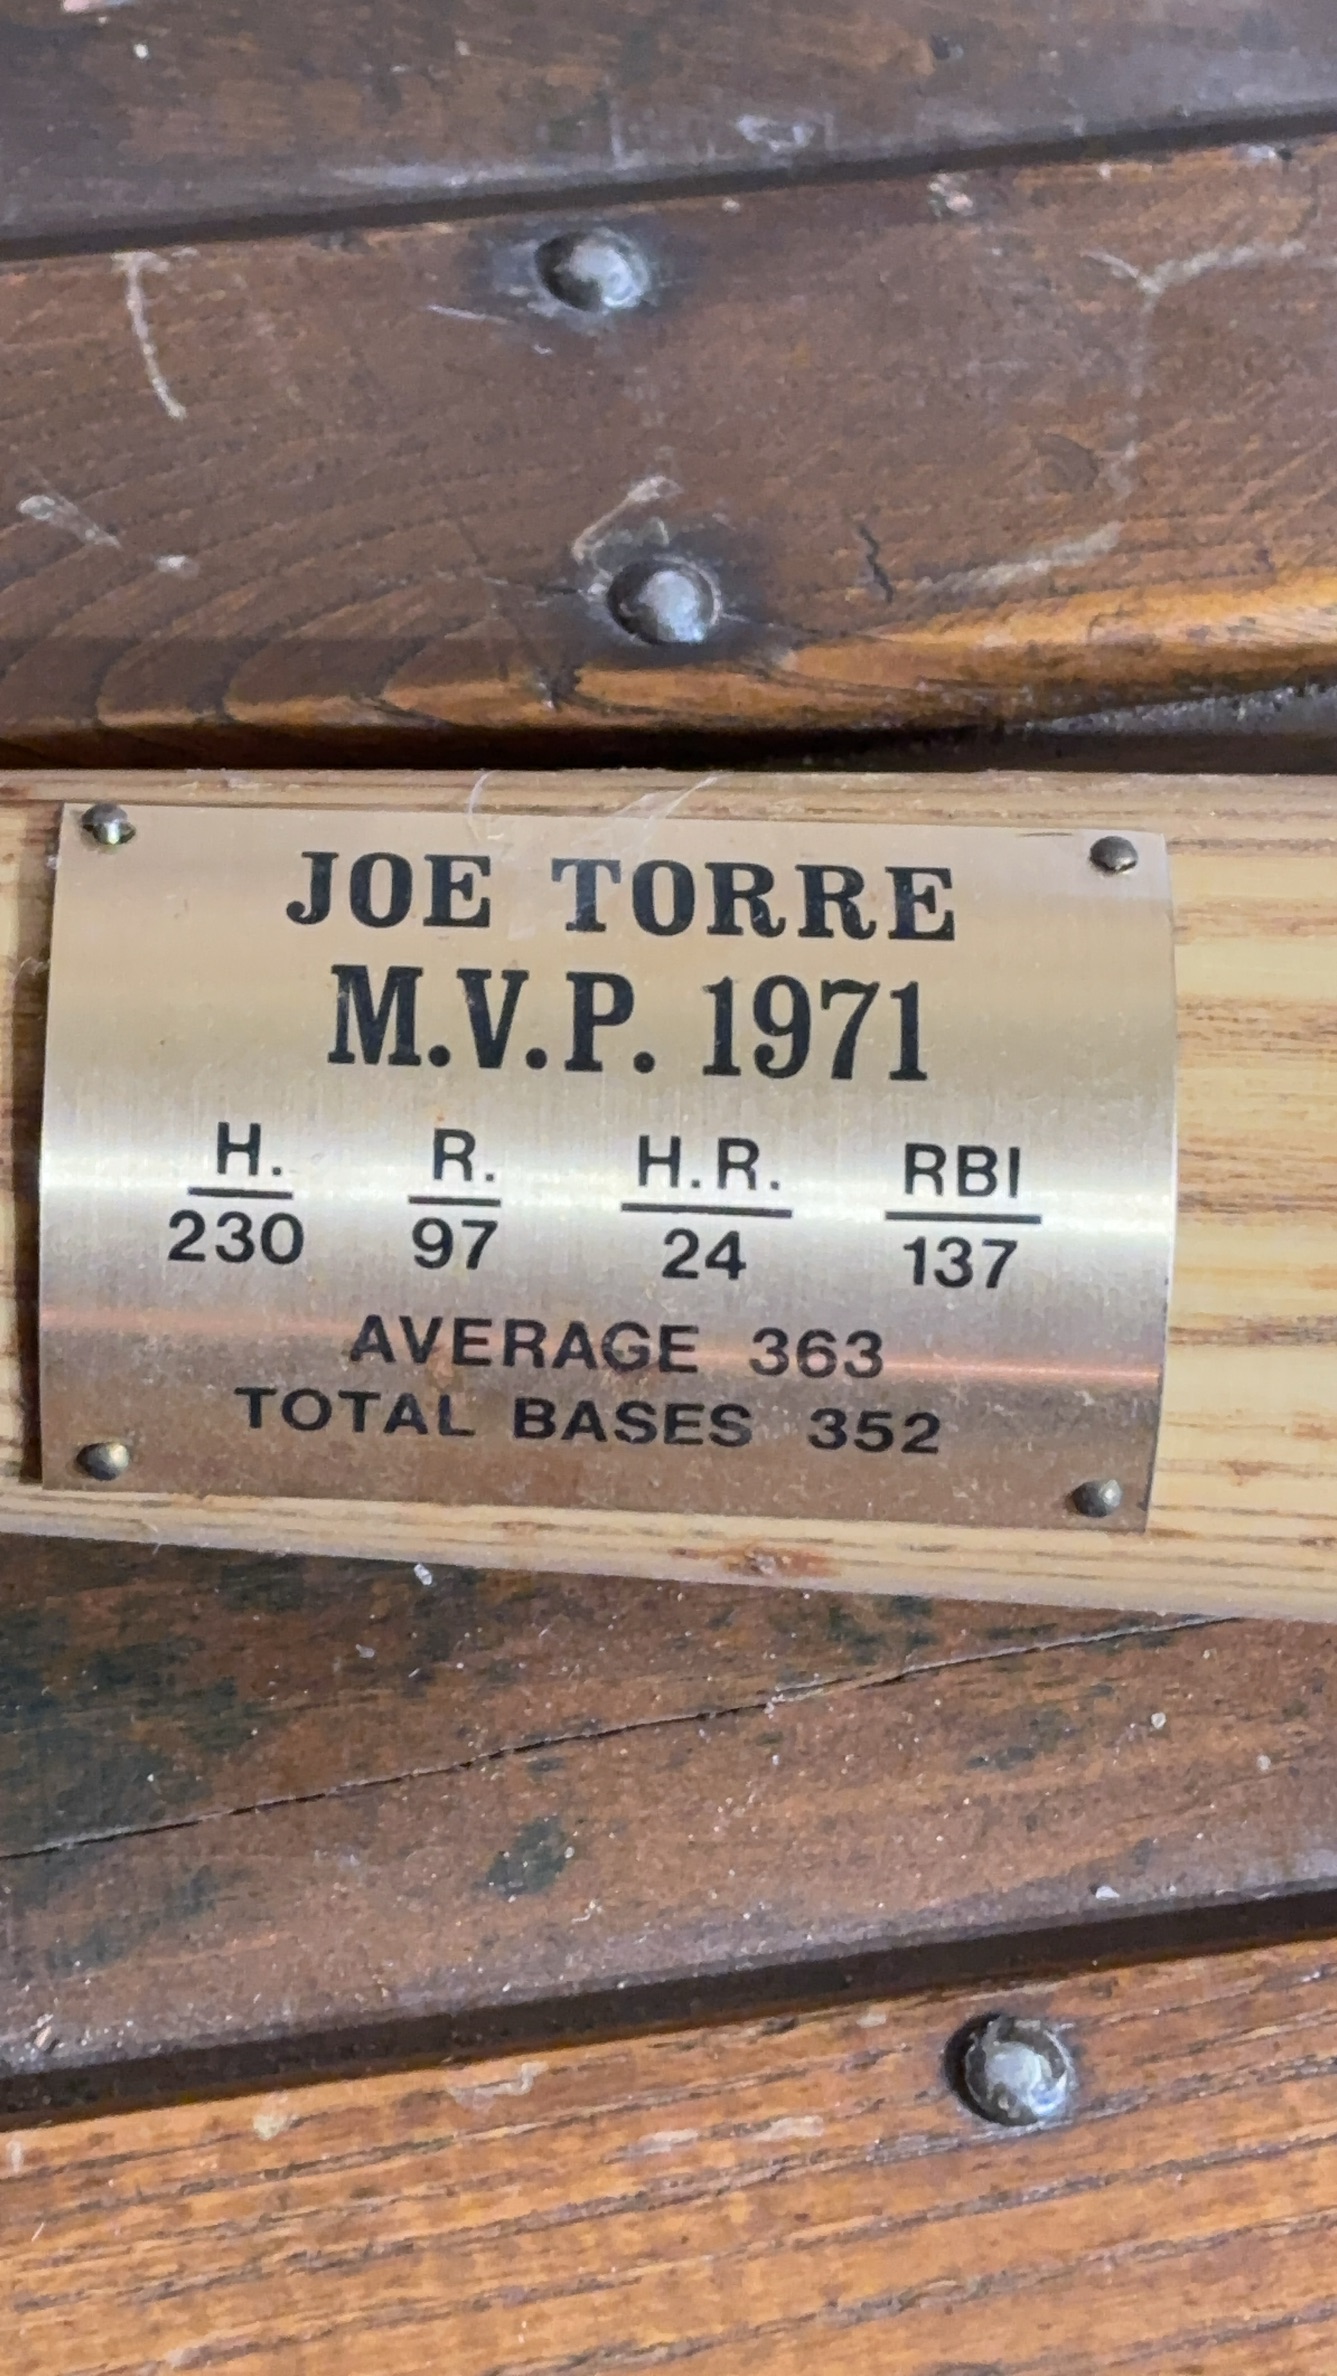 JOE TORRE
M.V.P. 1971
H. R. H.R. RBI
230 97 24 137
AVERAGE 363
TOTAL BASES 352